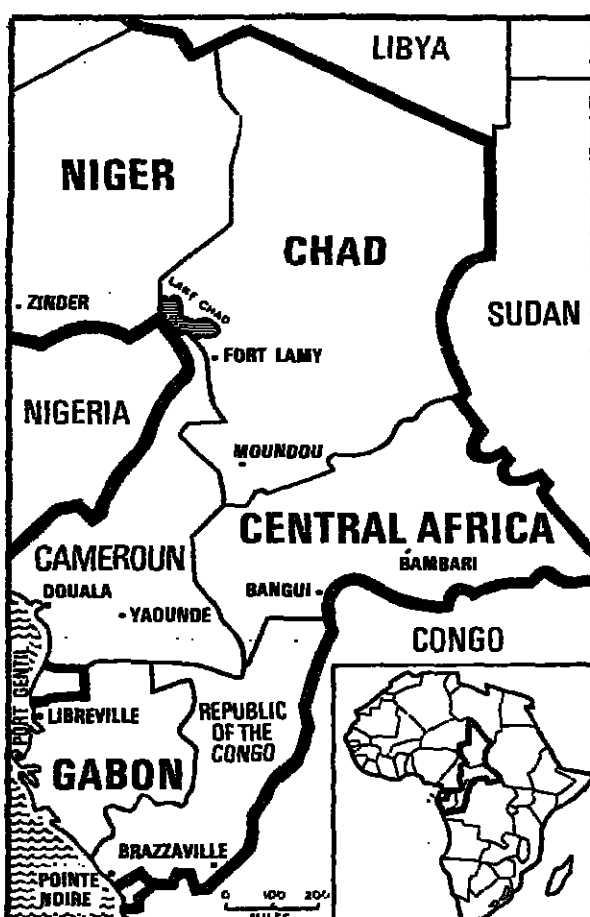 LIBYA
NIGER
CHAD
LAKE CHAD
ZINDER
SUDAN
FORT LAMY
NIGERIA
MOUNDOU
CENTRAL AFRICA
CAMEROUN
BAMBARI
DOUALA
BANGUI
YAOUNDE
CONGO
PORT GENTIL
LIBREVILLE
REPUBLIC
OF THE
CONGO
GABON
BRAZZAVILLE
POINTE
NOIRE
0 100 200
MILES